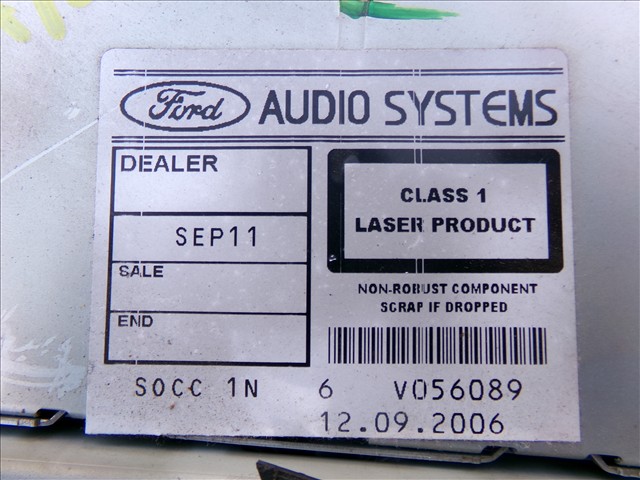 Ford AUDIO SYSTEMS
DEALER
SEP11
SALE
END
CLASS 1
LASER PRODUCT
NON-ROBUST COMPONENT
SCRAP IF DROPPED
SOCC 1N 6 V056089
12.09.2006